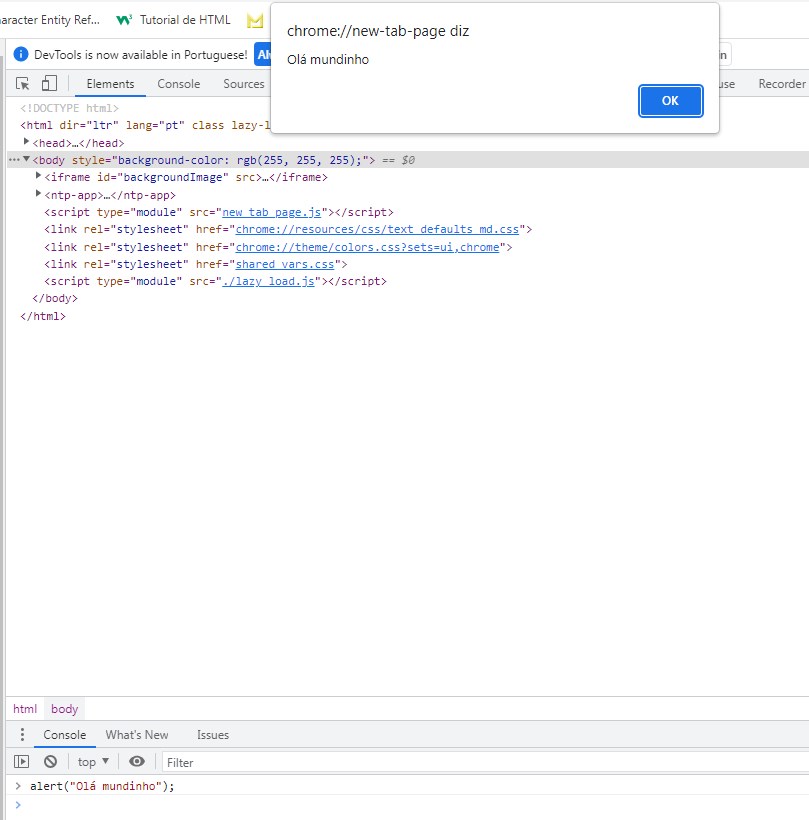 aracter Entity Ref... Tutorial de HTML
chrome://new-tab-page diz
Olá mundinho
OK
DevTools is now available in Portuguese!
Elements Console Sources Recorder
<!DOCTYPE html>
<html dir="ltr" lang="pt" class lazy-l
<head>…</head>
<body style="background-color: rgb(255, 255, 255);"> == $0
<iframe id="backgroundImage" src>…</iframe>
<ntp-app>…</ntp-app>
<script type="module" src="new_tab_page.js"></script>
<link rel="stylesheet" href="chrome://resources/css/text_defaults_md.css">
<link rel="stylesheet" href="chrome://theme/colors.css?sets=ui,chrome">
<link rel="stylesheet" href="shared_vars.css">
<script type="module" src="./lazy_load.js"></script>
</body>
</html>
html body
Console What's New Issues
top Filter
alert("Olá mundinho");